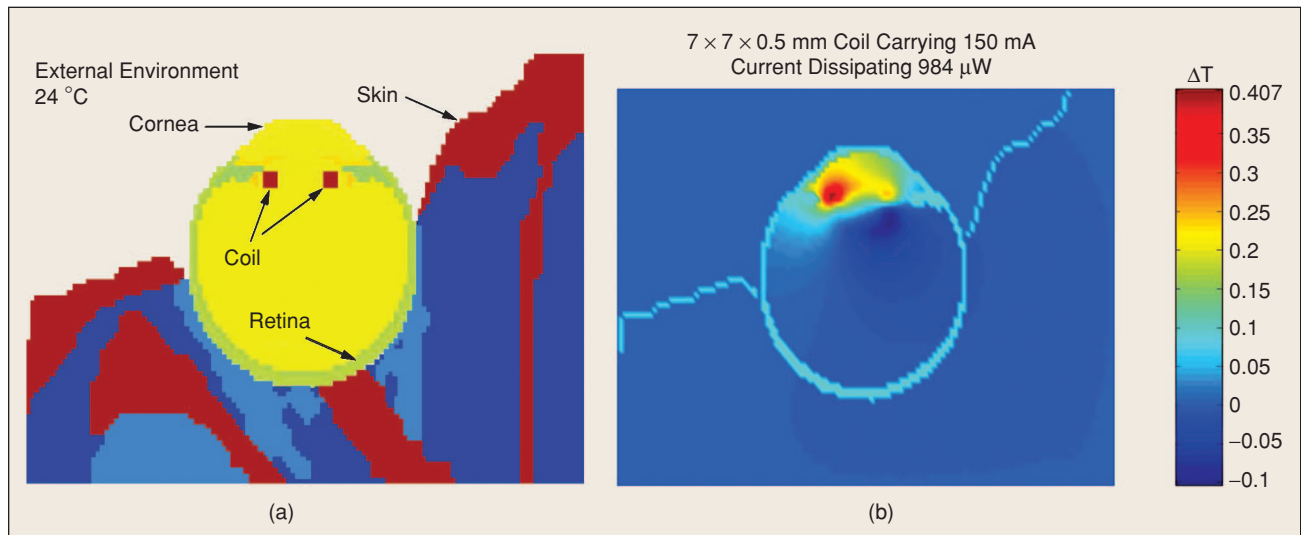 External Environment
24 °C
Cornea
Skin
Coil
Retina
(a)
7 × 7 × 0.5 mm Coil Carrying 150 mA
Current Dissipating 984 μW
(b)
ΔT
0.407
0.35
0.3
0.25
0.2
0.15
0.1
0.05
0
−0.05
−0.1